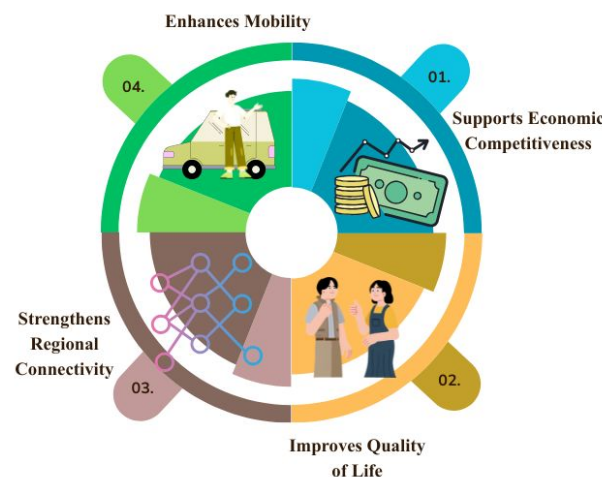 Enhances Mobility
04.
01.
Supports Economic
Competitiveness
Strengthens
Regional
Connectivity
03.
02.
Improves Quality
of Life